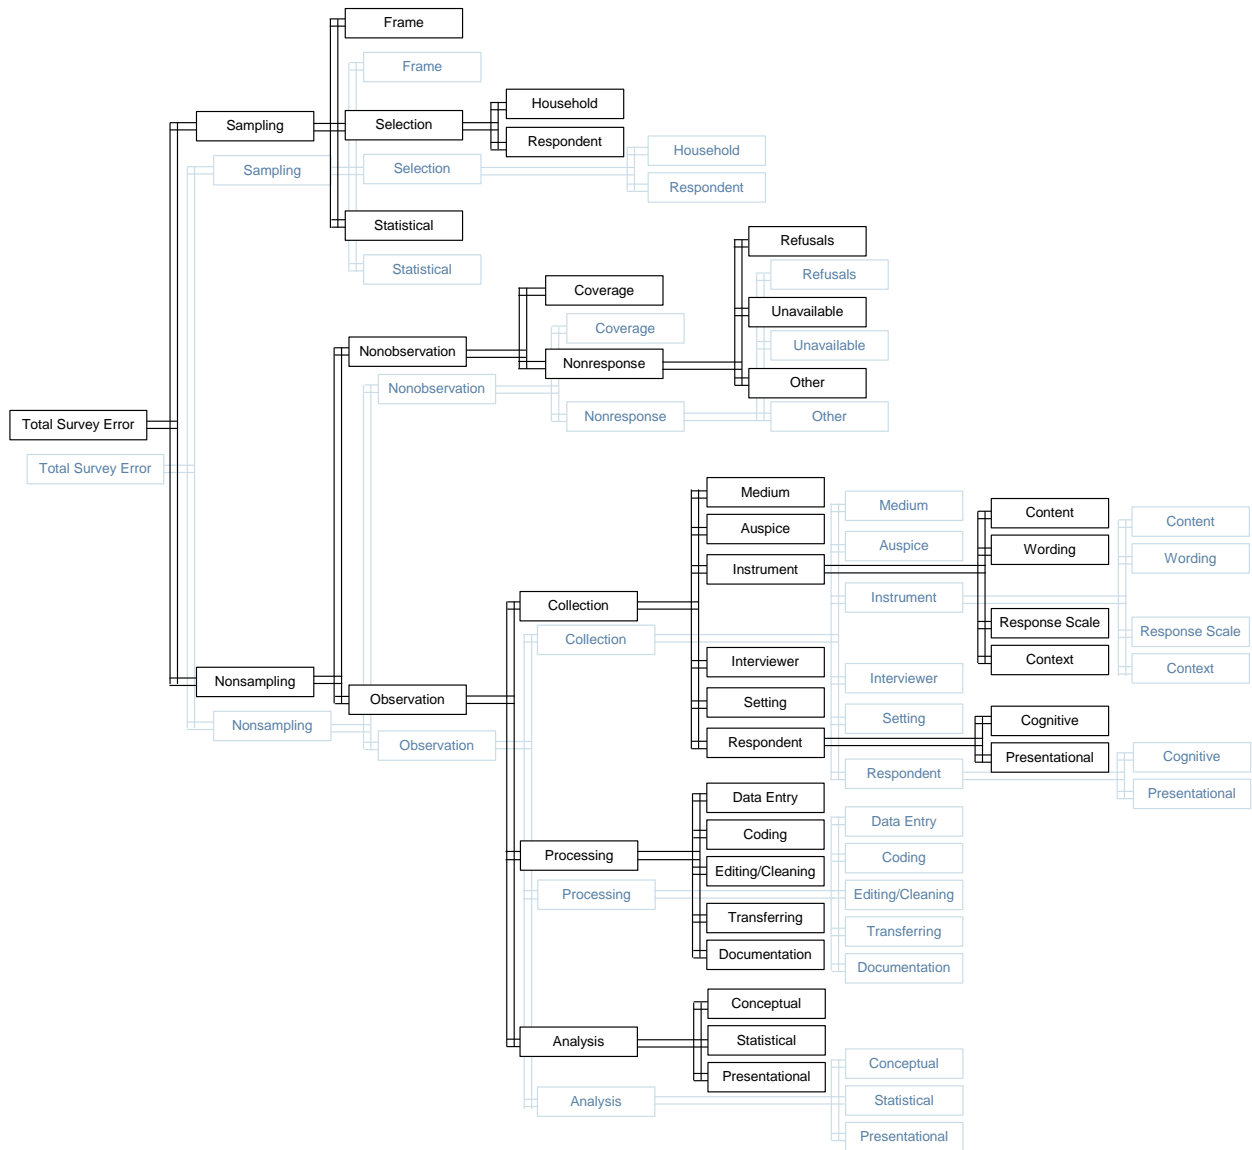 Frame
Frame
Household
Sampling
Selection
Respondent
Household
Sampling
Selection
Respondent
Statistical
Statistical
Refusals
Refusals
Coverage
Unavailable
Coverage
Unavailable
Nonobservation
Nonresponse
Other
Nonobservation
Nonresponse
Other
Total Survey Error
Total Survey Error
Medium
Medium
Content
Content
Auspice
Auspice
Wording
Wording
Instrument
Instrument
Collection
Response Scale
Response Scale
Collection
Interviewer
Context
Context
Interviewer
Nonsampling
Observation
Setting
Setting
Nonsampling
Cognitive
Observation
Respondent
Presentational
Cognitive
Respondent
Presentational
Data Entry
Data Entry
Coding
Coding
Processing
Editing/Cleaning
Processing
Editing/Cleaning
Transferring
Transferring
Documentation
Documentation
Conceptual
Analysis
Statistical
Conceptual
Presentational
Analysis
Statistical
Presentational